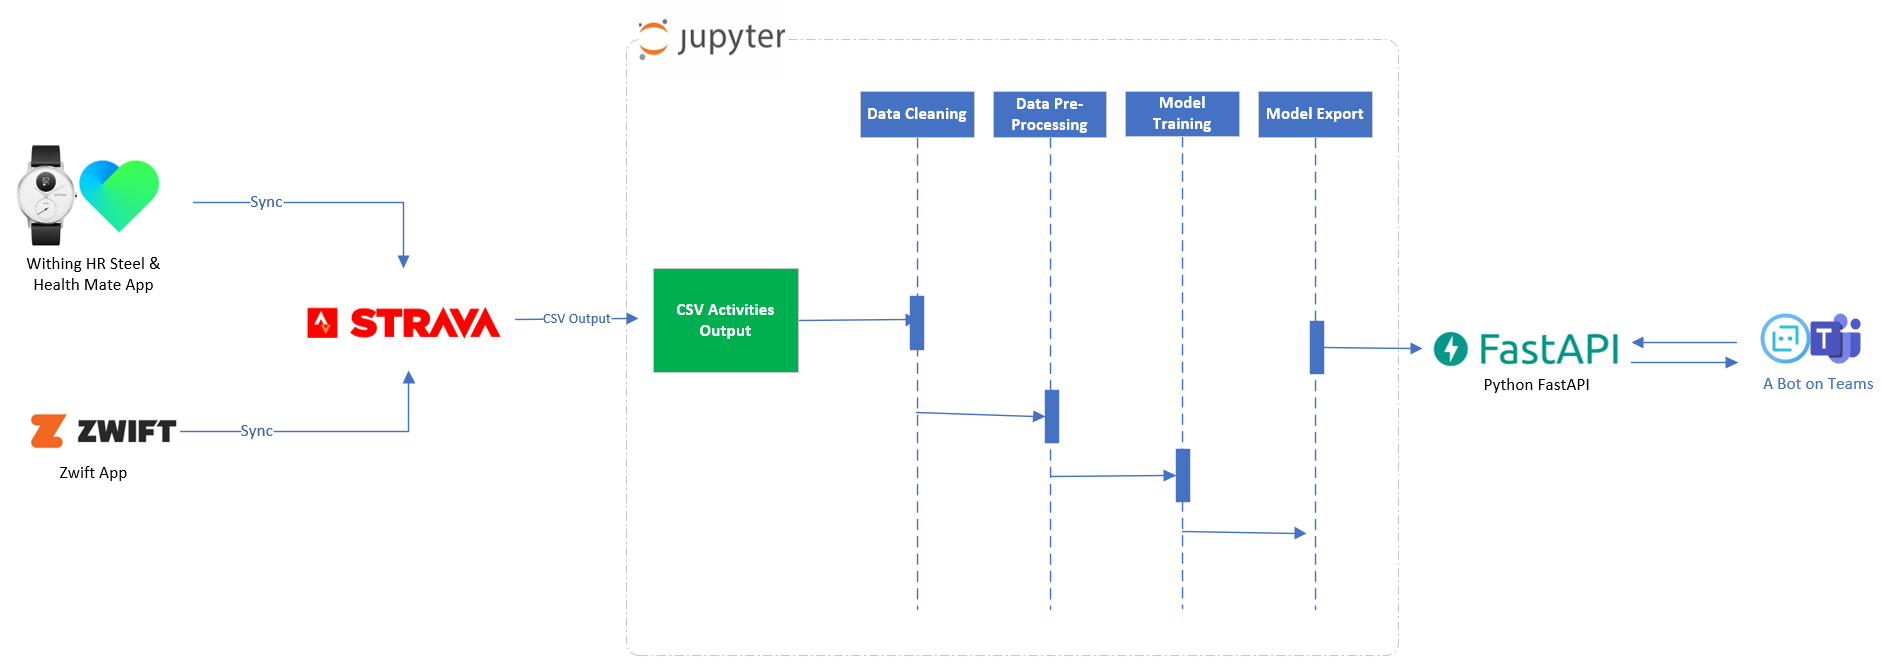 jupyter
Data Cleaning
Data Pre-
Processing
Model
Training
Model Export
Sync
Withing HR Steel &
Health Mate App
STRAVA
CSV Output
CSV Activities
Output
FastAPI
Python FastAPI
T
A Bot on Teams
ZWIFT
Sync
Zwift App